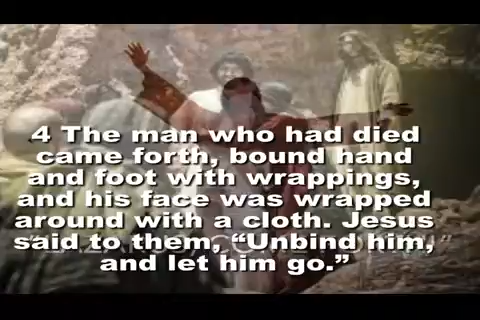 4 The man who had died
came forth, bound hand
and foot with wrappings,
and his face was wrapped
around with a cloth. Jesus
said to them, “Unbind him,
and let him go.”